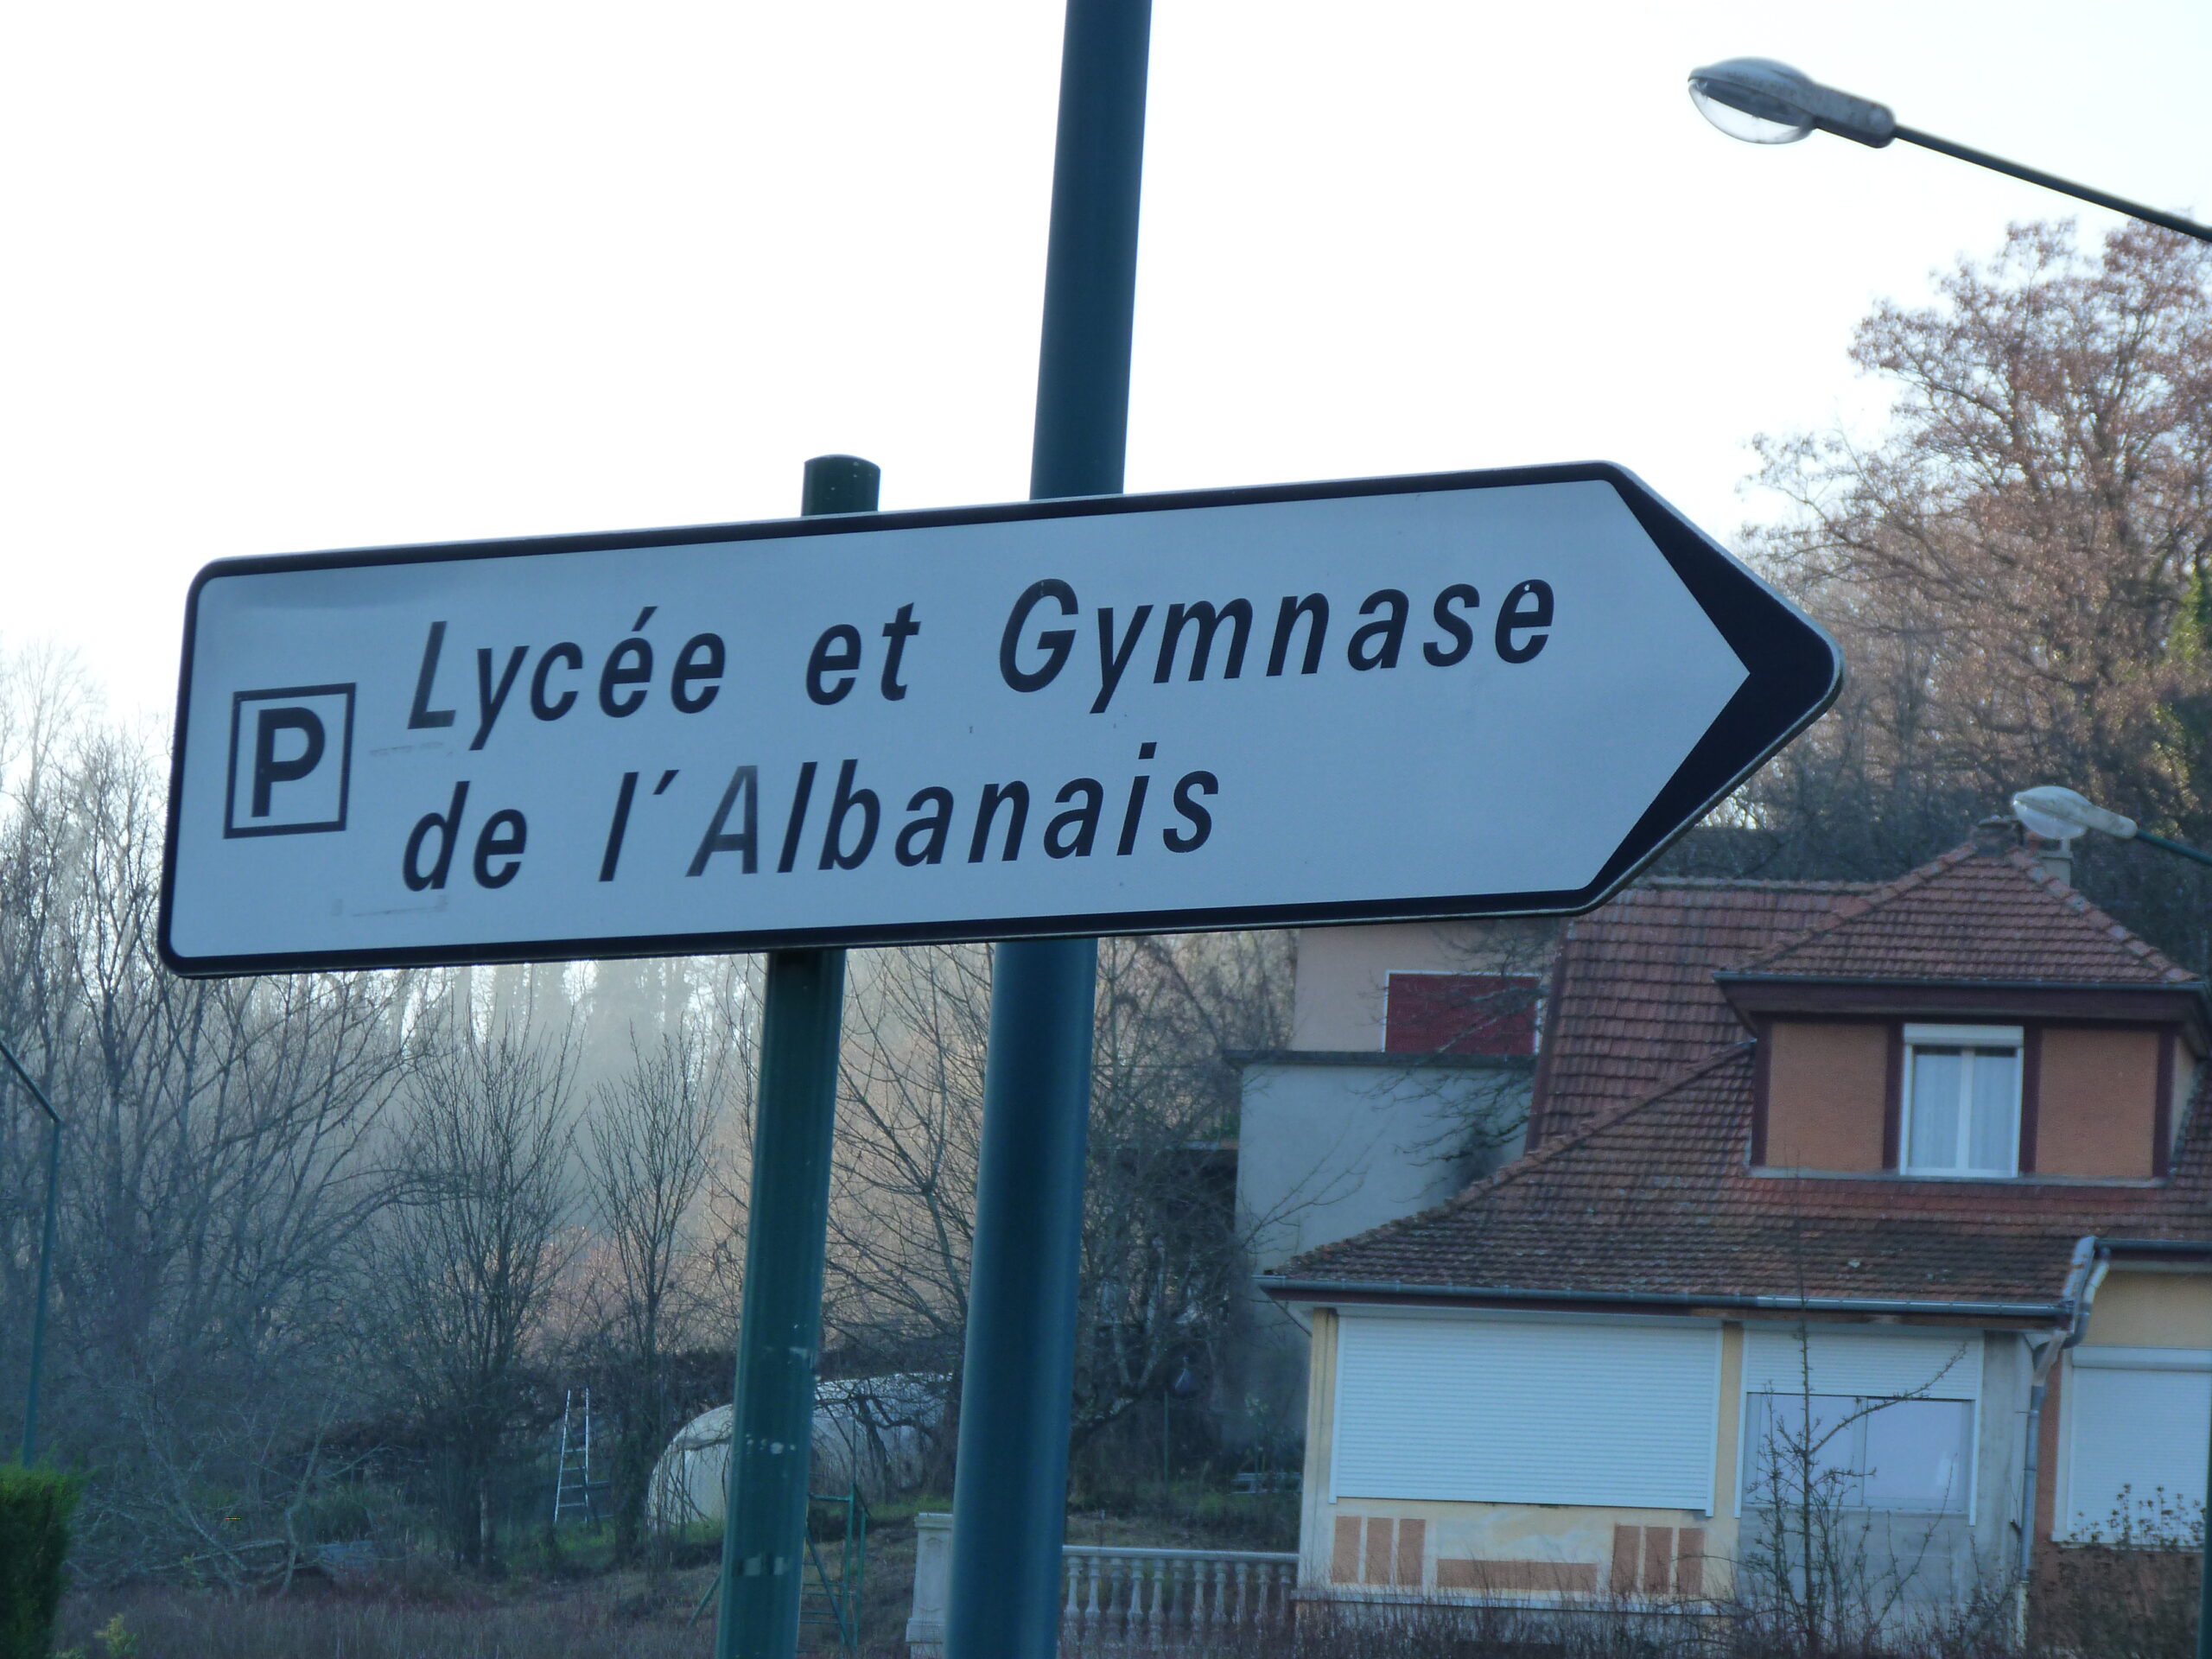 P
Lycée et Gymnase
de l'Albanais